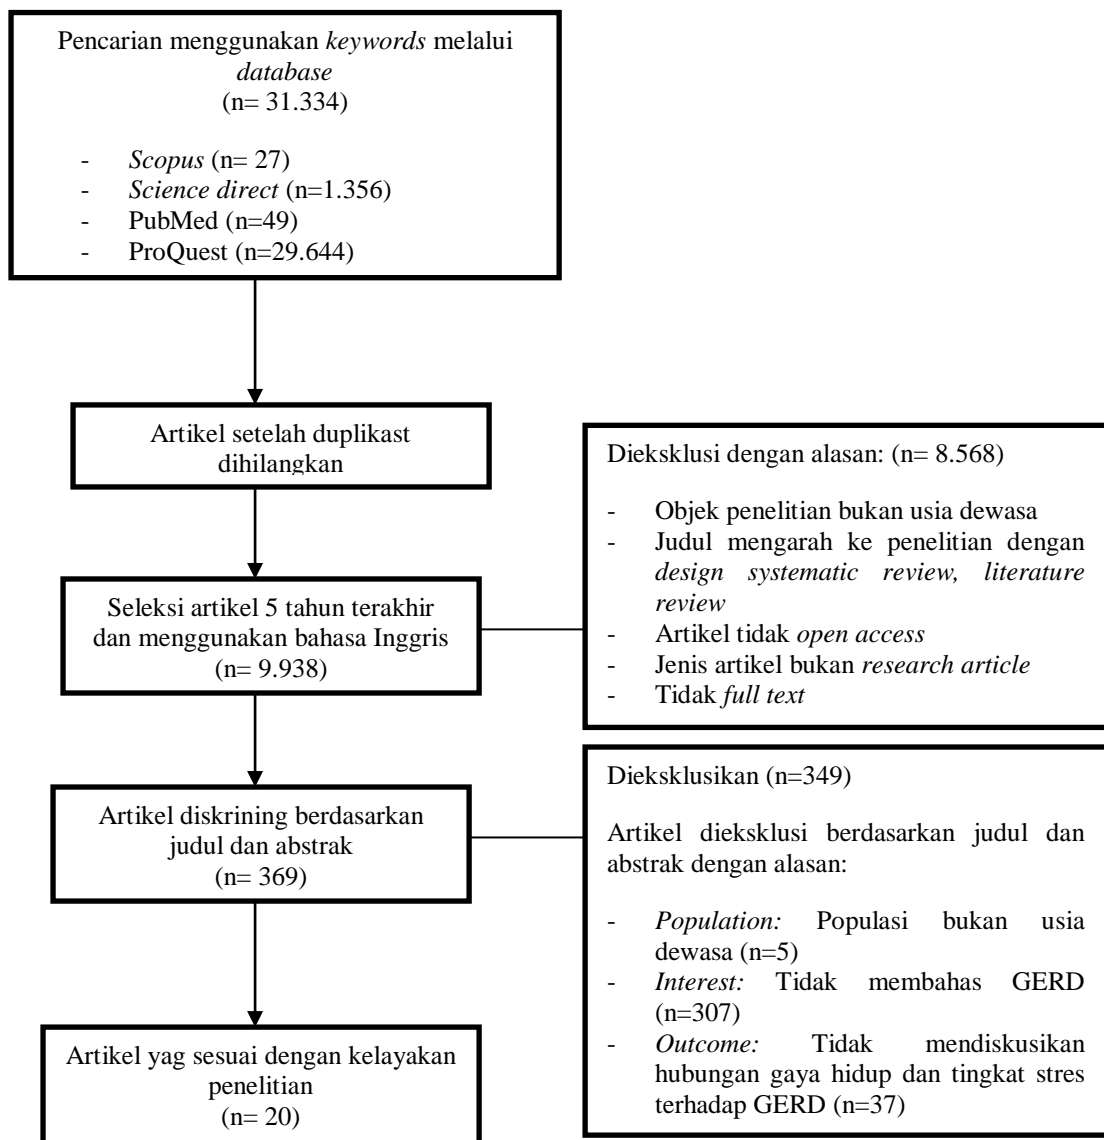 Pencarian menggunakan keywords melalui
database
(n= 31.334)
- Scopus (n= 27)
- Science direct (n=1.356)
- PubMed (n=49)
- ProQuest (n=29.644)
Artikel setelah duplikast
dihilangkan
Dieksklusi dengan alasan: (n= 8.568)
- Objek penelitian bukan usia dewasa
- Judul mengarah ke penelitian dengan
design systematic review, literature
review
- Artikel tidak open access
- Jenis artikel bukan research article
- Tidak full text
Seleksi artikel 5 tahun terakhir
dan menggunakan bahasa Inggris
(n= 9.938)
Artikel diskrining berdasarkan
judul dan abstrak
(n= 369)
Dieksklusikan (n=349)
Artikel dieksklusi berdasarkan judul dan
abstrak dengan alasan:
- Population: Populasi bukan usia
dewasa (n=5)
- Interest: Tidak membahas GERD
(n=307)
- Outcome: Tidak mendiskusikan
hubungan gaya hidup dan tingkat stres
terhadap GERD (n=37)
Artikel yag sesuai dengan kelayakan
penelitian
(n= 20)